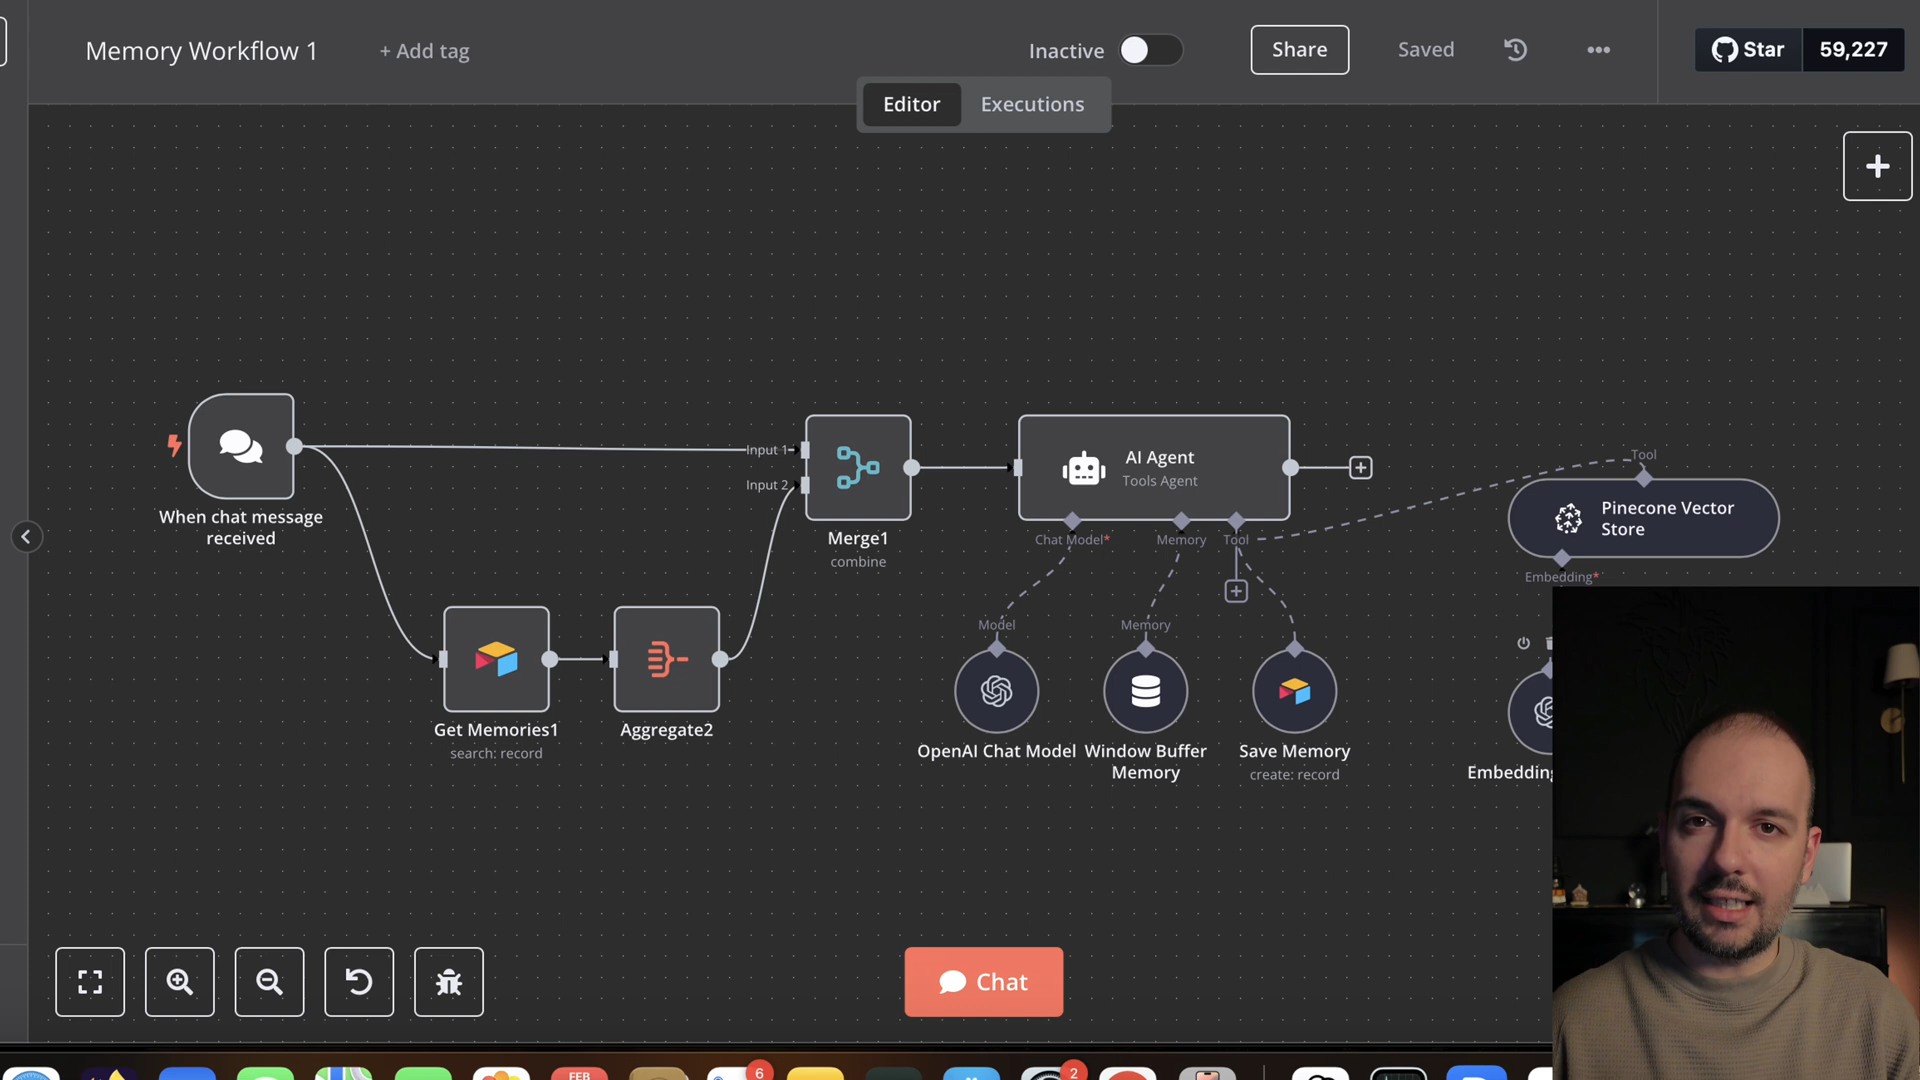 Memory Workflow 1
+ Add tag
Inactive
Share
Saved
Star
59,227
Editor
Executions
When chat message
received
Input 1
Input 2
Merge1
combine
AI Agent
Tools Agent
Chat Model*
Memory
Tool
Tool
Pinecone Vector
Store
Embedding*
Get Memories1
search: record
Aggregate2
Model
OpenAI Chat Model
Memory
Window Buffer
Memory
Save Memory
create: record
Embedding
Chat
FEB
6
2